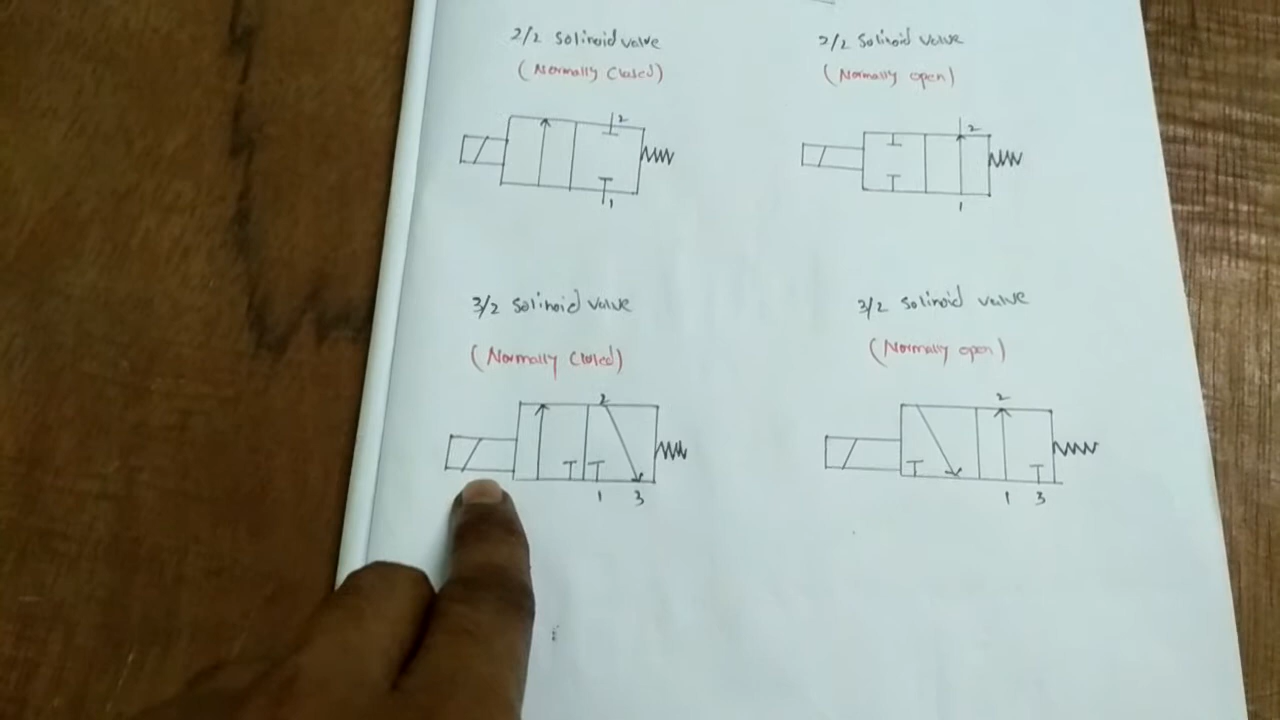 2/2 Solinoid valve
(Normally Closed)
2
1
2/2 Solinoid valve
(Normally open)
2
1
3/2 Solinoid valve
(Normally Closed)
2
1 3
3/2 Solinoid valve
(Normally open)
2
1 3